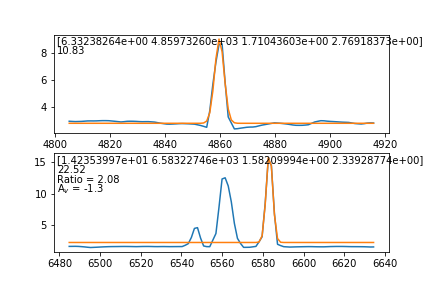 [6.33238264e+00 4.85973260e+03 1.71043603e+00 2.76918373e+00]
10.83
8
6
4
4800 4820 4840 4860 4880 4900 4920
[1.42353997e+01 6.58322746e+03 1.58209994e+00 2.33928774e+00]
22.52
Ratio = 2.08
Aᵥ = -1.3
15
10
5
6480 6500 6520 6540 6560 6580 6600 6620 6640